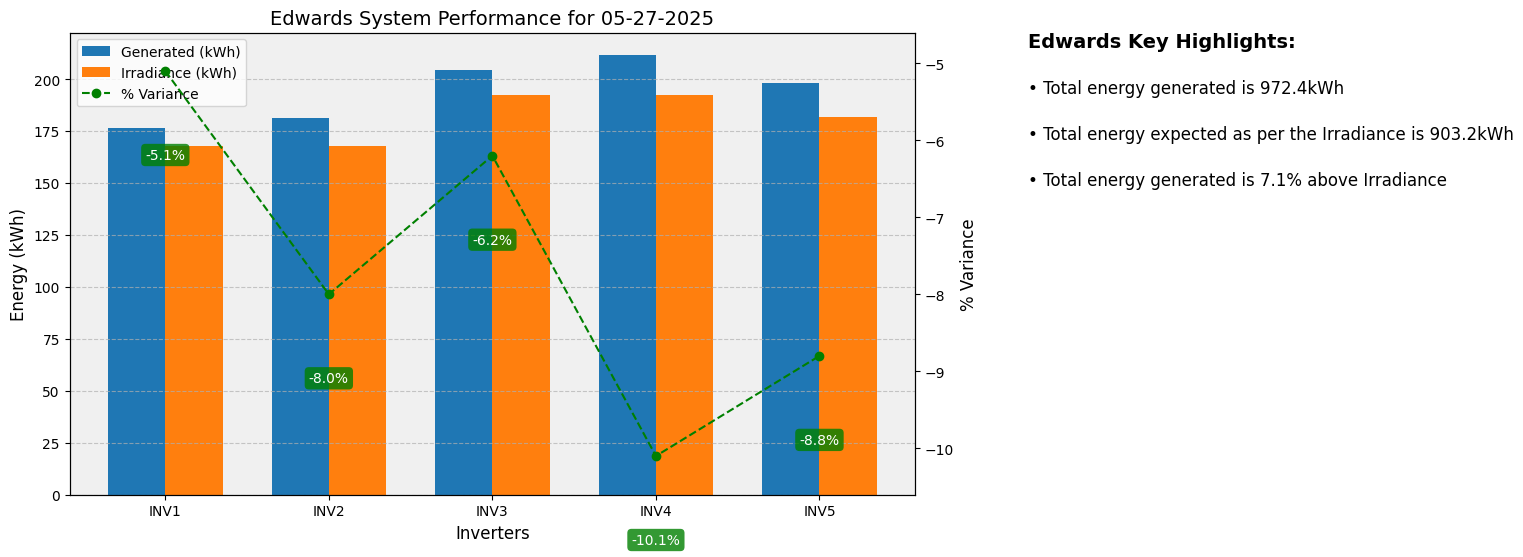 Edwards System Performance for 05-27-2025
Generated (kWh)
Irradiance (kWh)
% Variance
Energy (kWh)
200
175
150
125
100
75
50
25
0
-5.1%
-8.0%
-6.2%
-10.1%
-8.8%
−5
−6
−7
−8
−9
−10
% Variance
INV1
INV2
INV3
INV4
INV5
Inverters
Edwards Key Highlights:
• Total energy generated is 972.4kWh
• Total energy expected as per the Irradiance is 903.2kWh
• Total energy generated is 7.1% above Irradiance